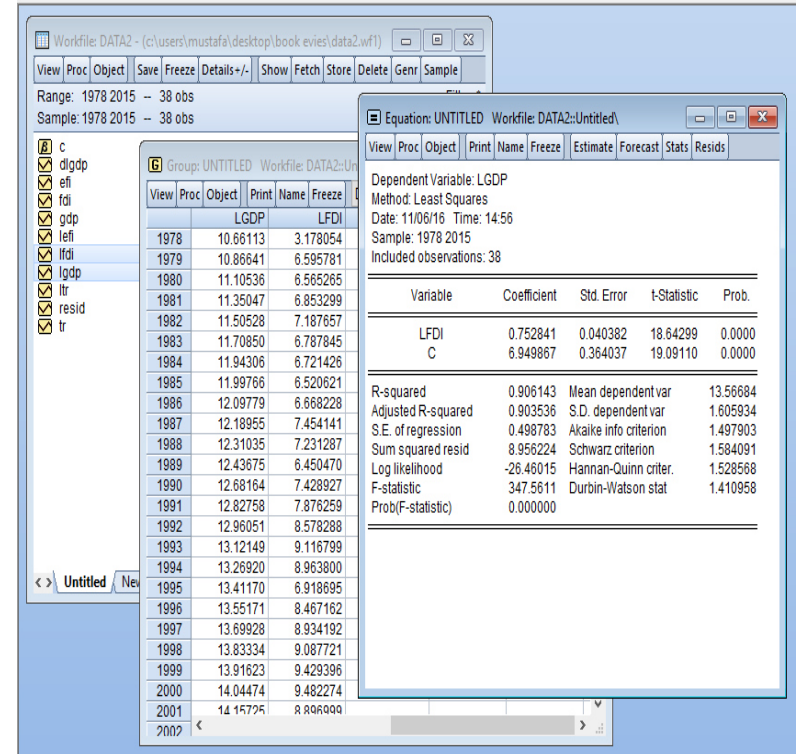 Workfile: DATA2 - (c:\users\mustafa\desktop\book evies\data2.wf1)
View Proc Object Save Freeze Details+/- Show Fetch Store Delete Genr Sample
Range: 1978 2015 -- 38 obs
Sample: 1978 2015 -- 38 obs
c
dlgdp
efi
fdi
gdp
lefi
lfdi
lgdp
ltr
resid
tr
Untitled
Group: UNTITLED Workfile: DATA2::Un
View Proc Object Print Name Freeze
LGDP LFDI
1978 10.66113 3.178054
1979 10.86641 6.595781
1980 11.10536 6.565265
1981 11.35047 6.853299
1982 11.50528 7.187657
1983 11.70850 6.787845
1984 11.94306 6.721426
1985 11.99766 6.520621
1986 12.09779 6.668228
1987 12.18955 7.454141
1988 12.31035 7.231287
1989 12.43675 6.450470
1990 12.68164 7.428927
1991 12.82758 7.876259
1992 12.96051 8.578288
1993 13.12149 9.116799
1994 13.26920 8.963800
1995 13.41170 6.918695
1996 13.55171 8.467162
1997 13.69928 8.934192
1998 13.83334 9.087721
1999 13.91623 9.429396
2000 14.04474 9.482274
2001 14.15725 8.896999
2002
Equation: UNTITLED Workfile: DATA2::Untitled\
View Proc Object Print Name Freeze Estimate Forecast Stats Resids
Dependent Variable: LGDP
Method: Least Squares
Date: 11/06/16 Time: 14:56
Sample: 1978 2015
Included observations: 38
Variable Coefficient Std. Error t-Statistic Prob.
LFDI 0.752841 0.040382 18.64299 0.0000
C 6.949867 0.364037 19.09110 0.0000
R-squared 0.906143 Mean dependent var 13.56684
Adjusted R-squared 0.903536 S.D. dependent var 1.605934
S.E. of regression 0.498783 Akaike info criterion 1.497903
Sum squared resid 8.956224 Schwarz criterion 1.584091
Log likelihood -26.46015 Hannan-Quinn criter. 1.528568
F-statistic 347.5611 Durbin-Watson stat 1.410958
Prob(F-statistic) 0.000000